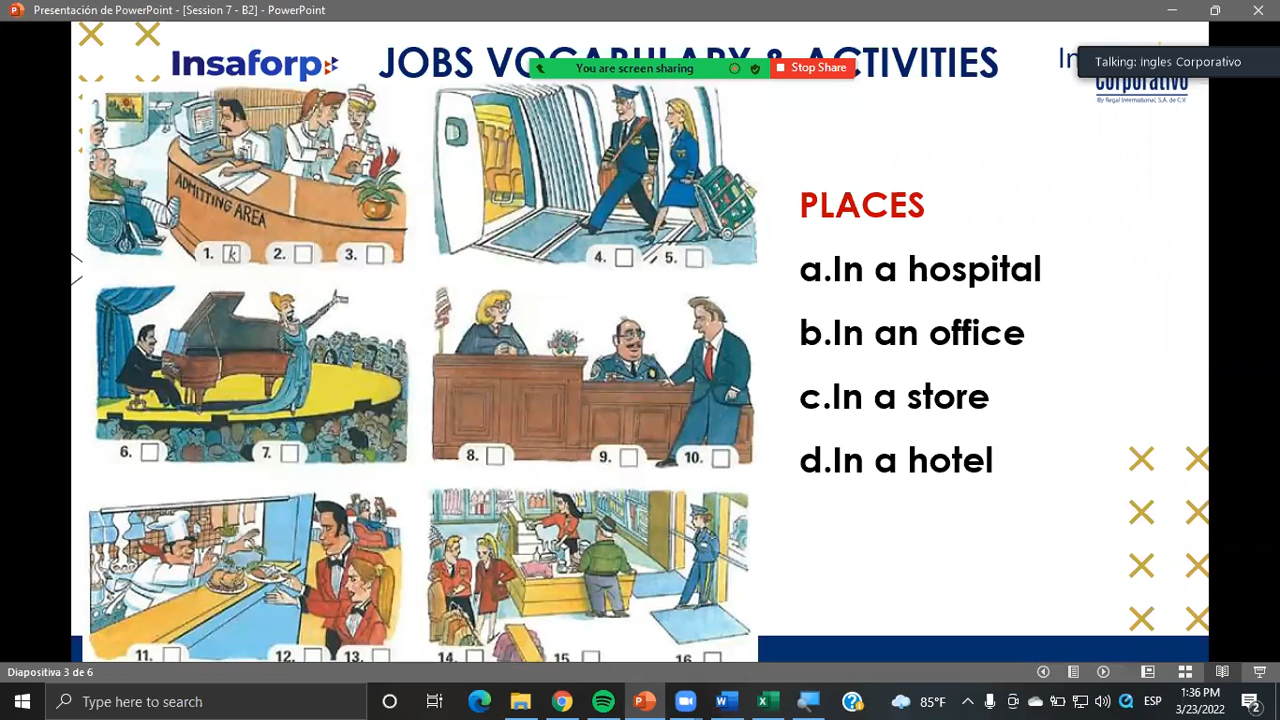 Presentación de PowerPoint - [Session 7 - B2] - PowerPoint
Insaforp
JOBS VOCABULARY & ACTIVITIES
You are screen sharing
Stop Share
Talking: Ingles Corporativo
Corporativo
By Regal International, S.A. de C.V.
ADMITTING AREA
1. k 2. 3.
4. 5.
6. 7.
8. 9. 10.
11. 12. 13.
14. 15. 16.
PLACES
a.In a hospital
b.In an office
c.In a store
d.In a hotel
Diapositiva 3 de 6
Type here to search
85°F
ESP
1:36 PM
3/23/2022
2